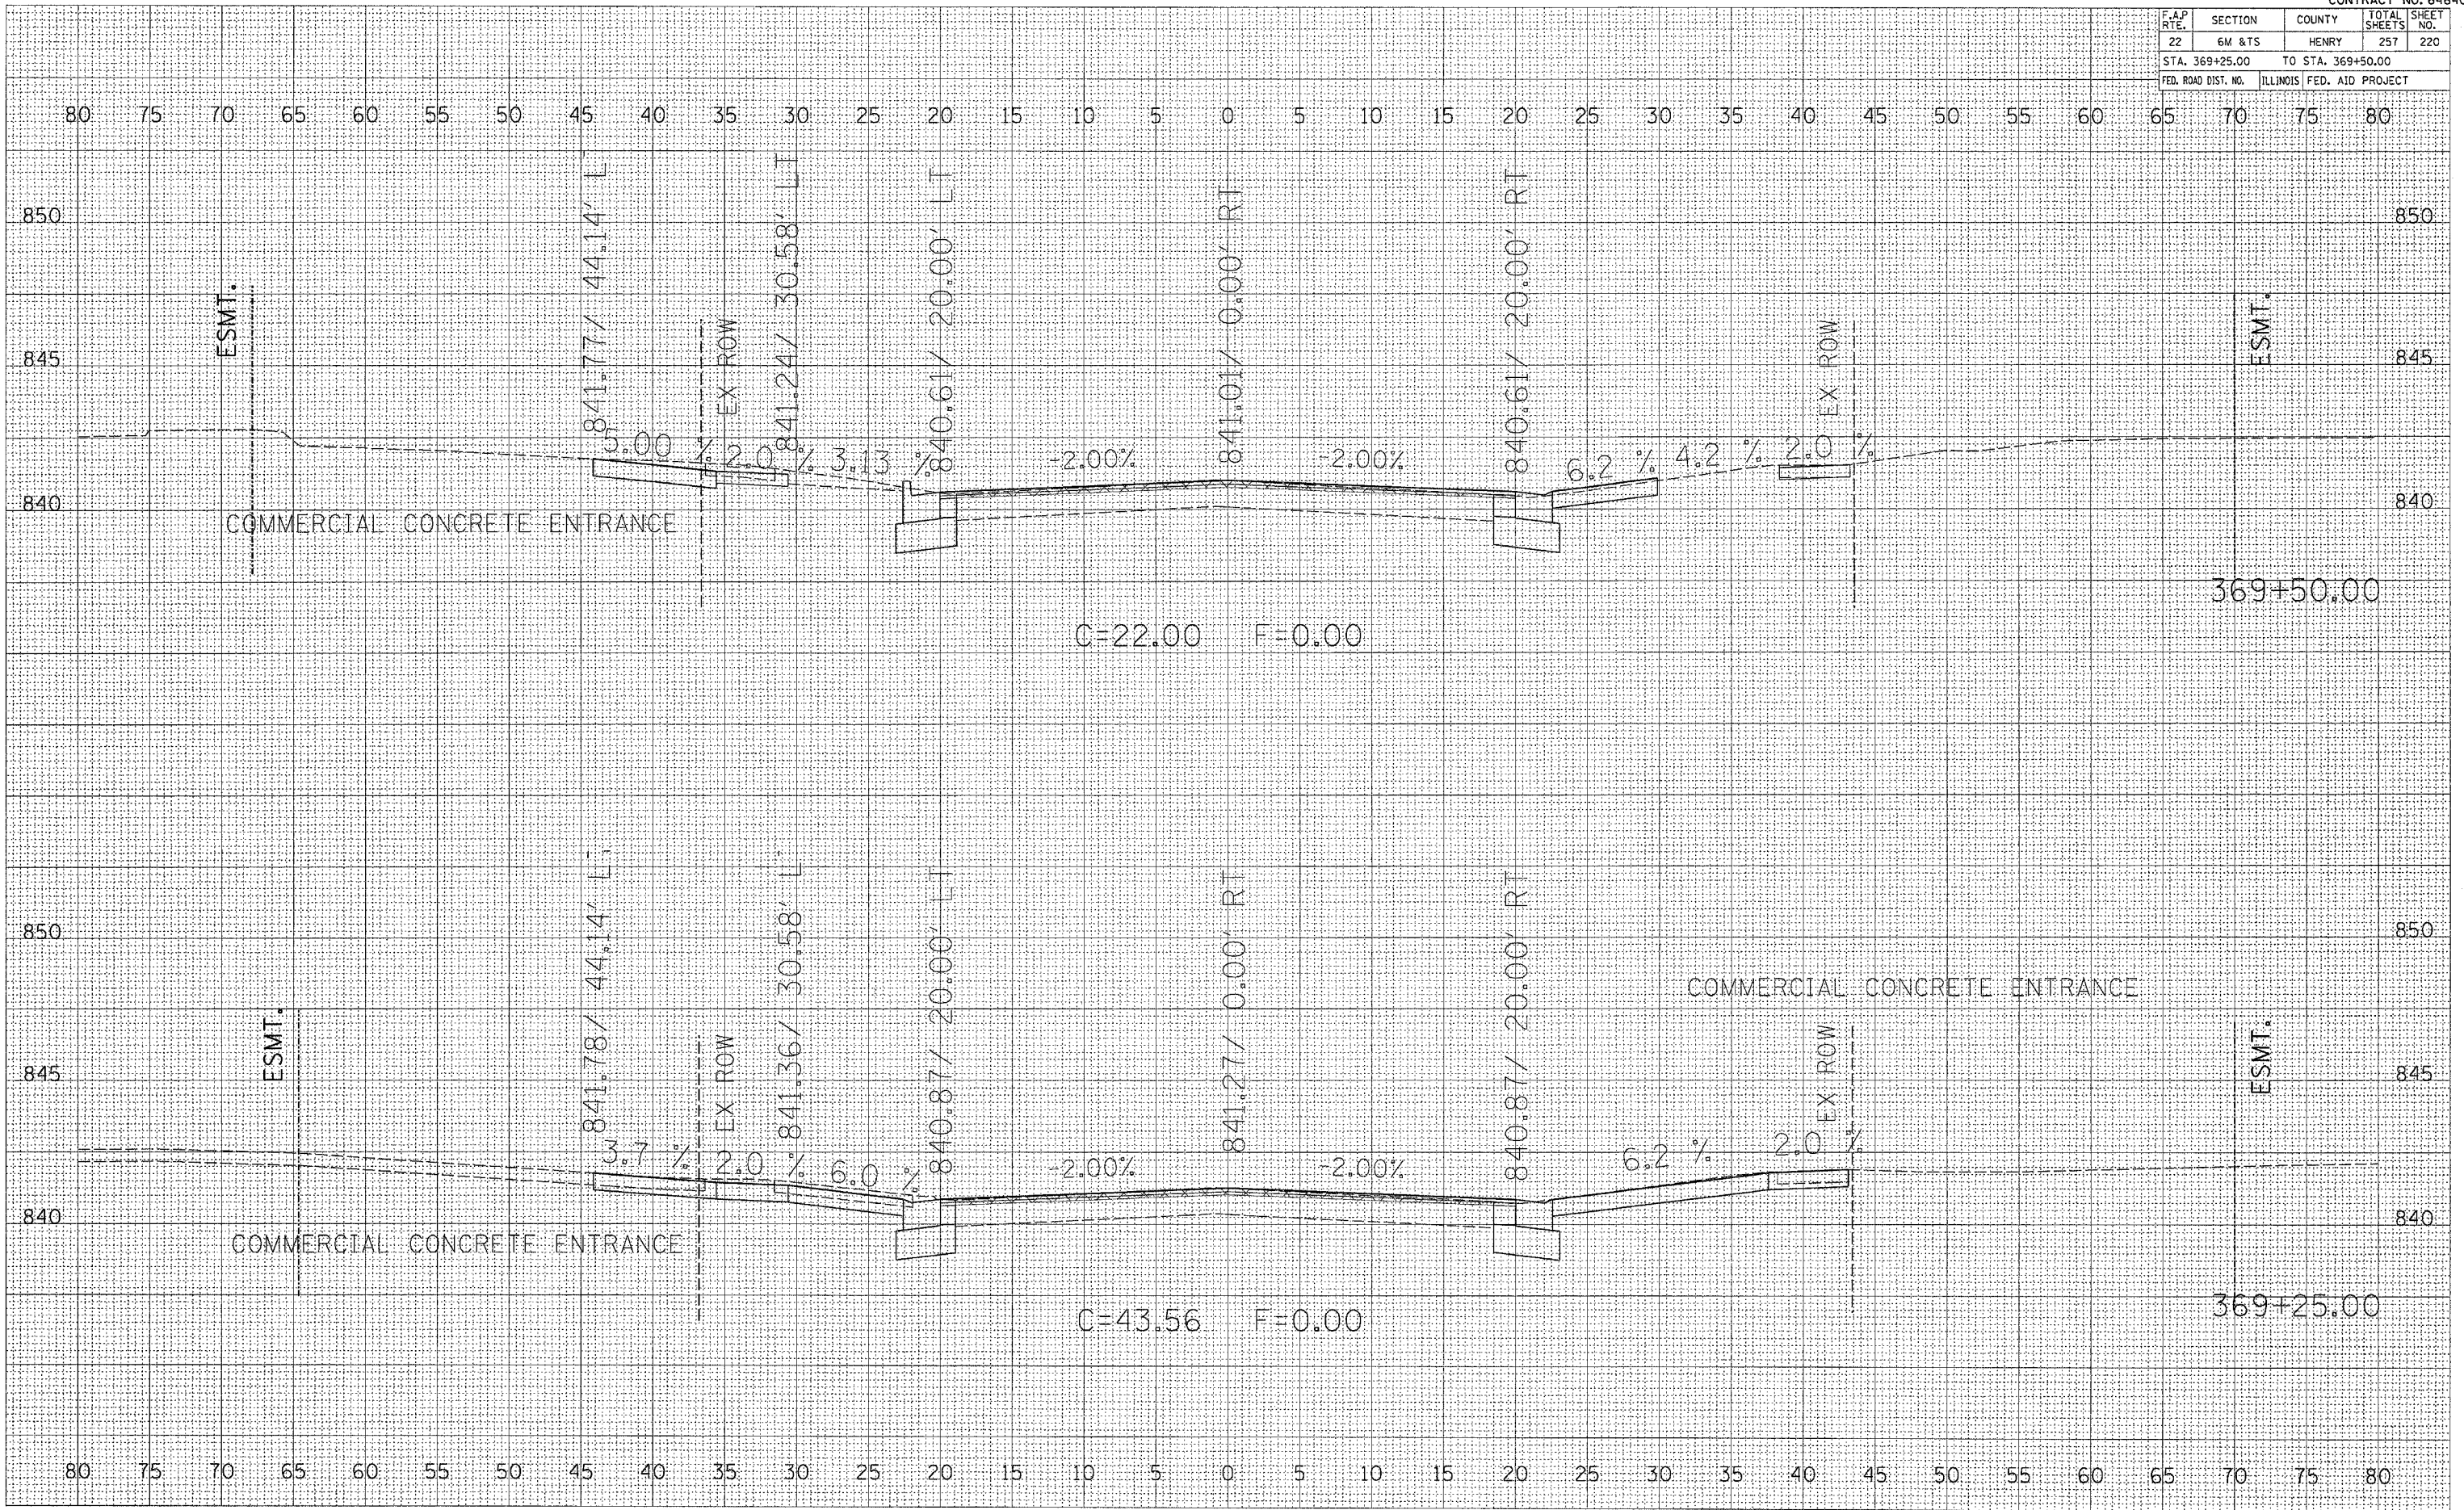 CONTRACT NO.
F.A.P RTE. SECTION COUNTY TOTAL SHEETS SHEET NO.
22 6M &TS HENRY 257 220
STA. 369+25.00 TO STA. 369+50.00
FED. ROAD DIST. NO. ILLINOIS FED. AID PROJECT
80 75 70 65 60 55 50 45 40 35 30 25 20 15 10 5 0 5 10 15 20 25 30 35 40 45 50 55 60 65 70 75 80
841.77/ 44.14' L
841.24/ 30.58' LT
840.61/ 20.00' LT
841.01/ 0.00' RT
840.61/ 20.00' RT
850 850
ESMT. EX ROW EX ROW ESMT.
845 845
5.00 % 2.0 % 3.13 % -2.00% -2.00% 6.2 % 4.2 % 2.0 %
840 840
COMMERCIAL CONCRETE ENTRANCE
369+50.00
C=22.00 F=0.00
841.78/ 44.14' L
841.36/ 30.58' L
840.87/ 20.00' LT
841.27/ 0.00' RT
840.87/ 20.00' RT
850 850
COMMERCIAL CONCRETE ENTRANCE
ESMT. EX ROW EX ROW ESMT.
845 845
3.7 % 2.0 % 6.0 % -2.00% -2.00% 6.2 % 2.0 %
840 840
COMMERCIAL CONCRETE ENTRANCE
369+25.00
C=43.56 F=0.00
80 75 70 65 60 55 50 45 40 35 30 25 20 15 10 5 0 5 10 15 20 25 30 35 40 45 50 55 60 65 70 75 80